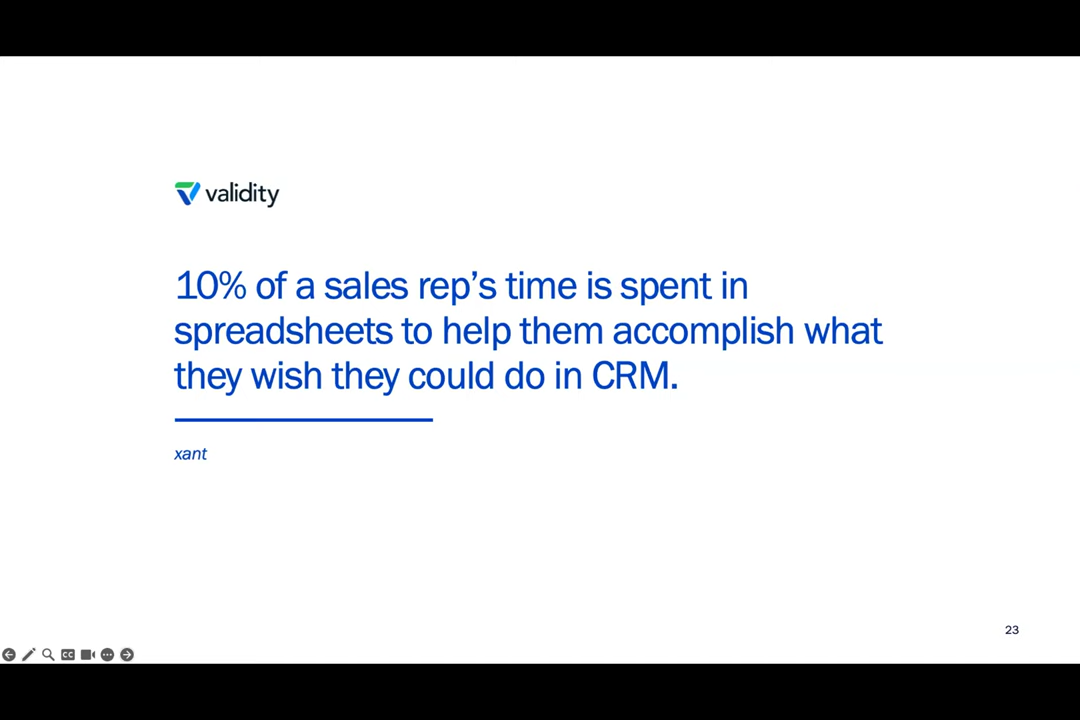 validity
10% of a sales rep’s time is spent in
spreadsheets to help them accomplish what
they wish they could do in CRM.
xant
23
CC